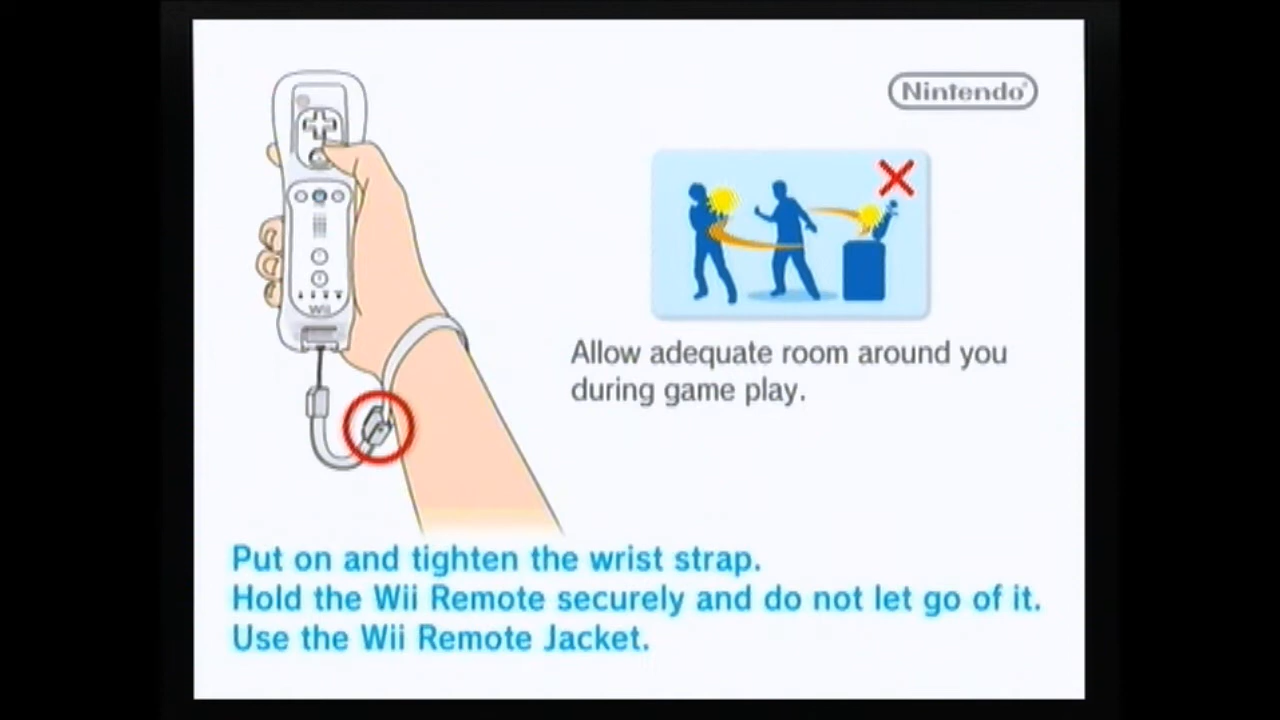 Nintendo
Wii
Allow adequate room around you
during game play.
Put on and tighten the wrist strap.
Hold the Wii Remote securely and do not let go of it.
Use the Wii Remote Jacket.